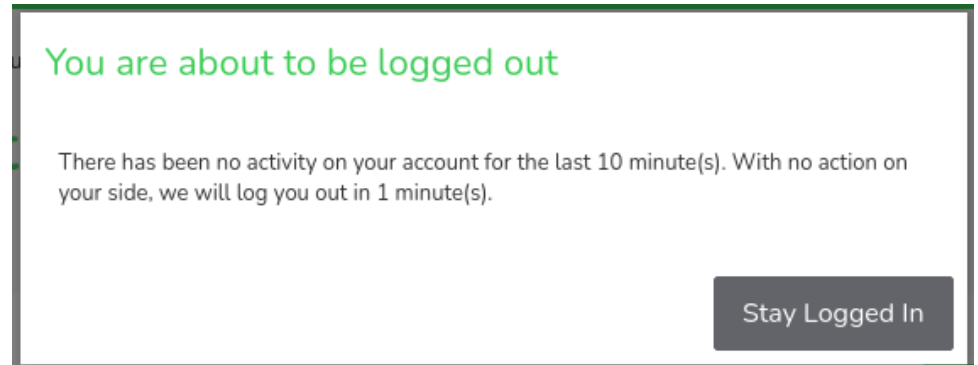 You are about to be logged out
There has been no activity on your account for the last 10 minute(s). With no action on
your side, we will log you out in 1 minute(s).
Stay Logged In